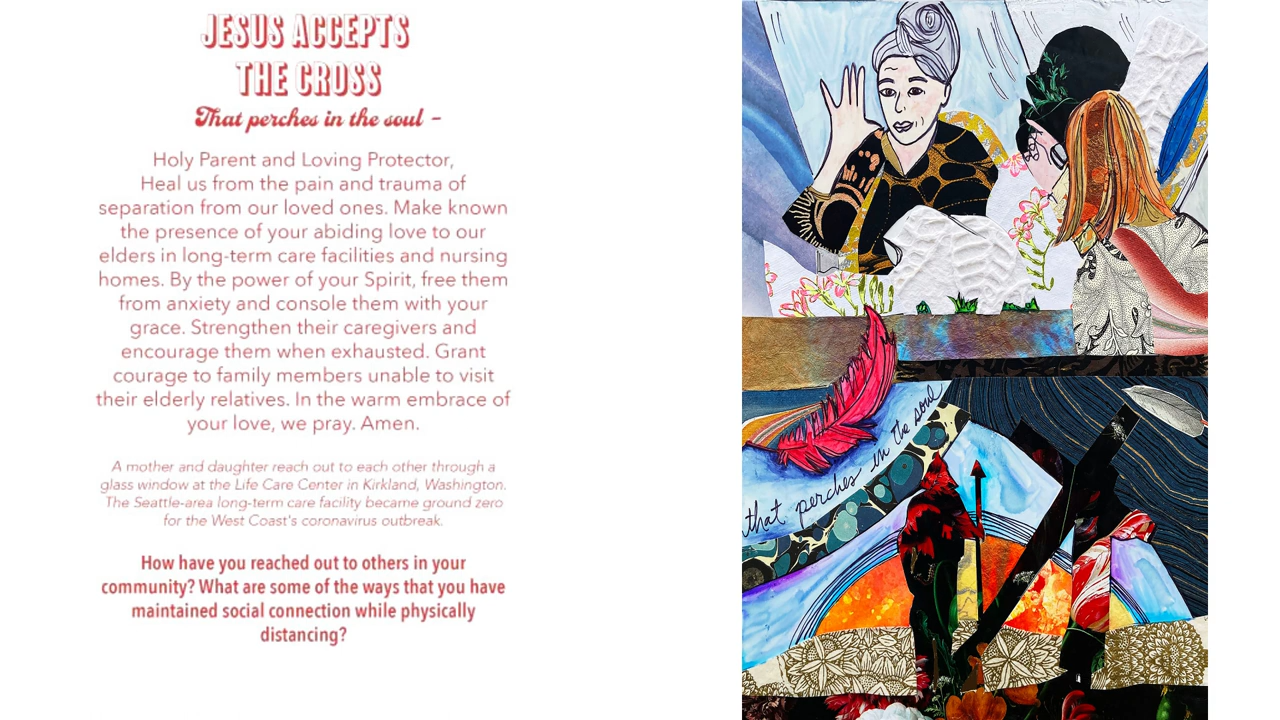 JESUS ACCEPTS
THE CROSS
That perches in the soul –
Holy Parent and Loving Protector,
Heal us from the pain and trauma of
separation from our loved ones. Make known
the presence of your abiding love to our
elders in long-term care facilities and nursing
homes. By the power of your Spirit, free them
from anxiety and console them with your
grace. Strengthen their caregivers and
encourage them when exhausted. Grant
courage to family members unable to visit
their elderly relatives. In the warm embrace of
your love, we pray. Amen.
A mother and daughter reach out to each other through a
glass window at the Life Care Center in Kirkland, Washington.
The Seattle-area long-term care facility became ground zero
for the West Coast's coronavirus outbreak.
How have you reached out to others in your
community? What are some of the ways that you have
maintained social connection while physically
distancing?
that perches in the soul